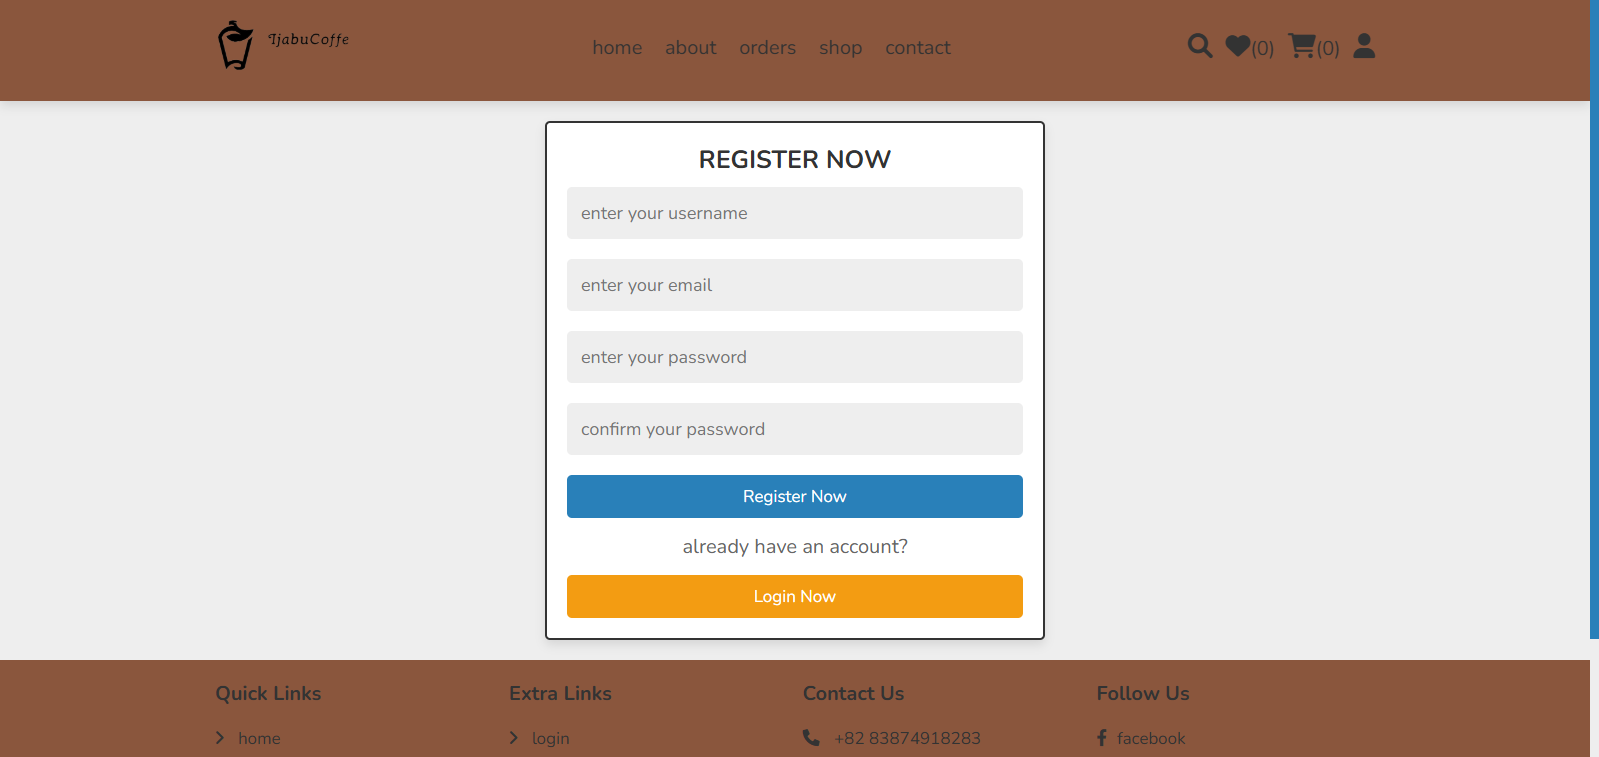 IjabuCoffe
home about orders shop contact (0) (0)
REGISTER NOW
enter your username
enter your email
enter your password
confirm your password
Register Now
already have an account?
Login Now
Quick Links Extra Links Contact Us Follow Us
home login +82 83874918283 facebook